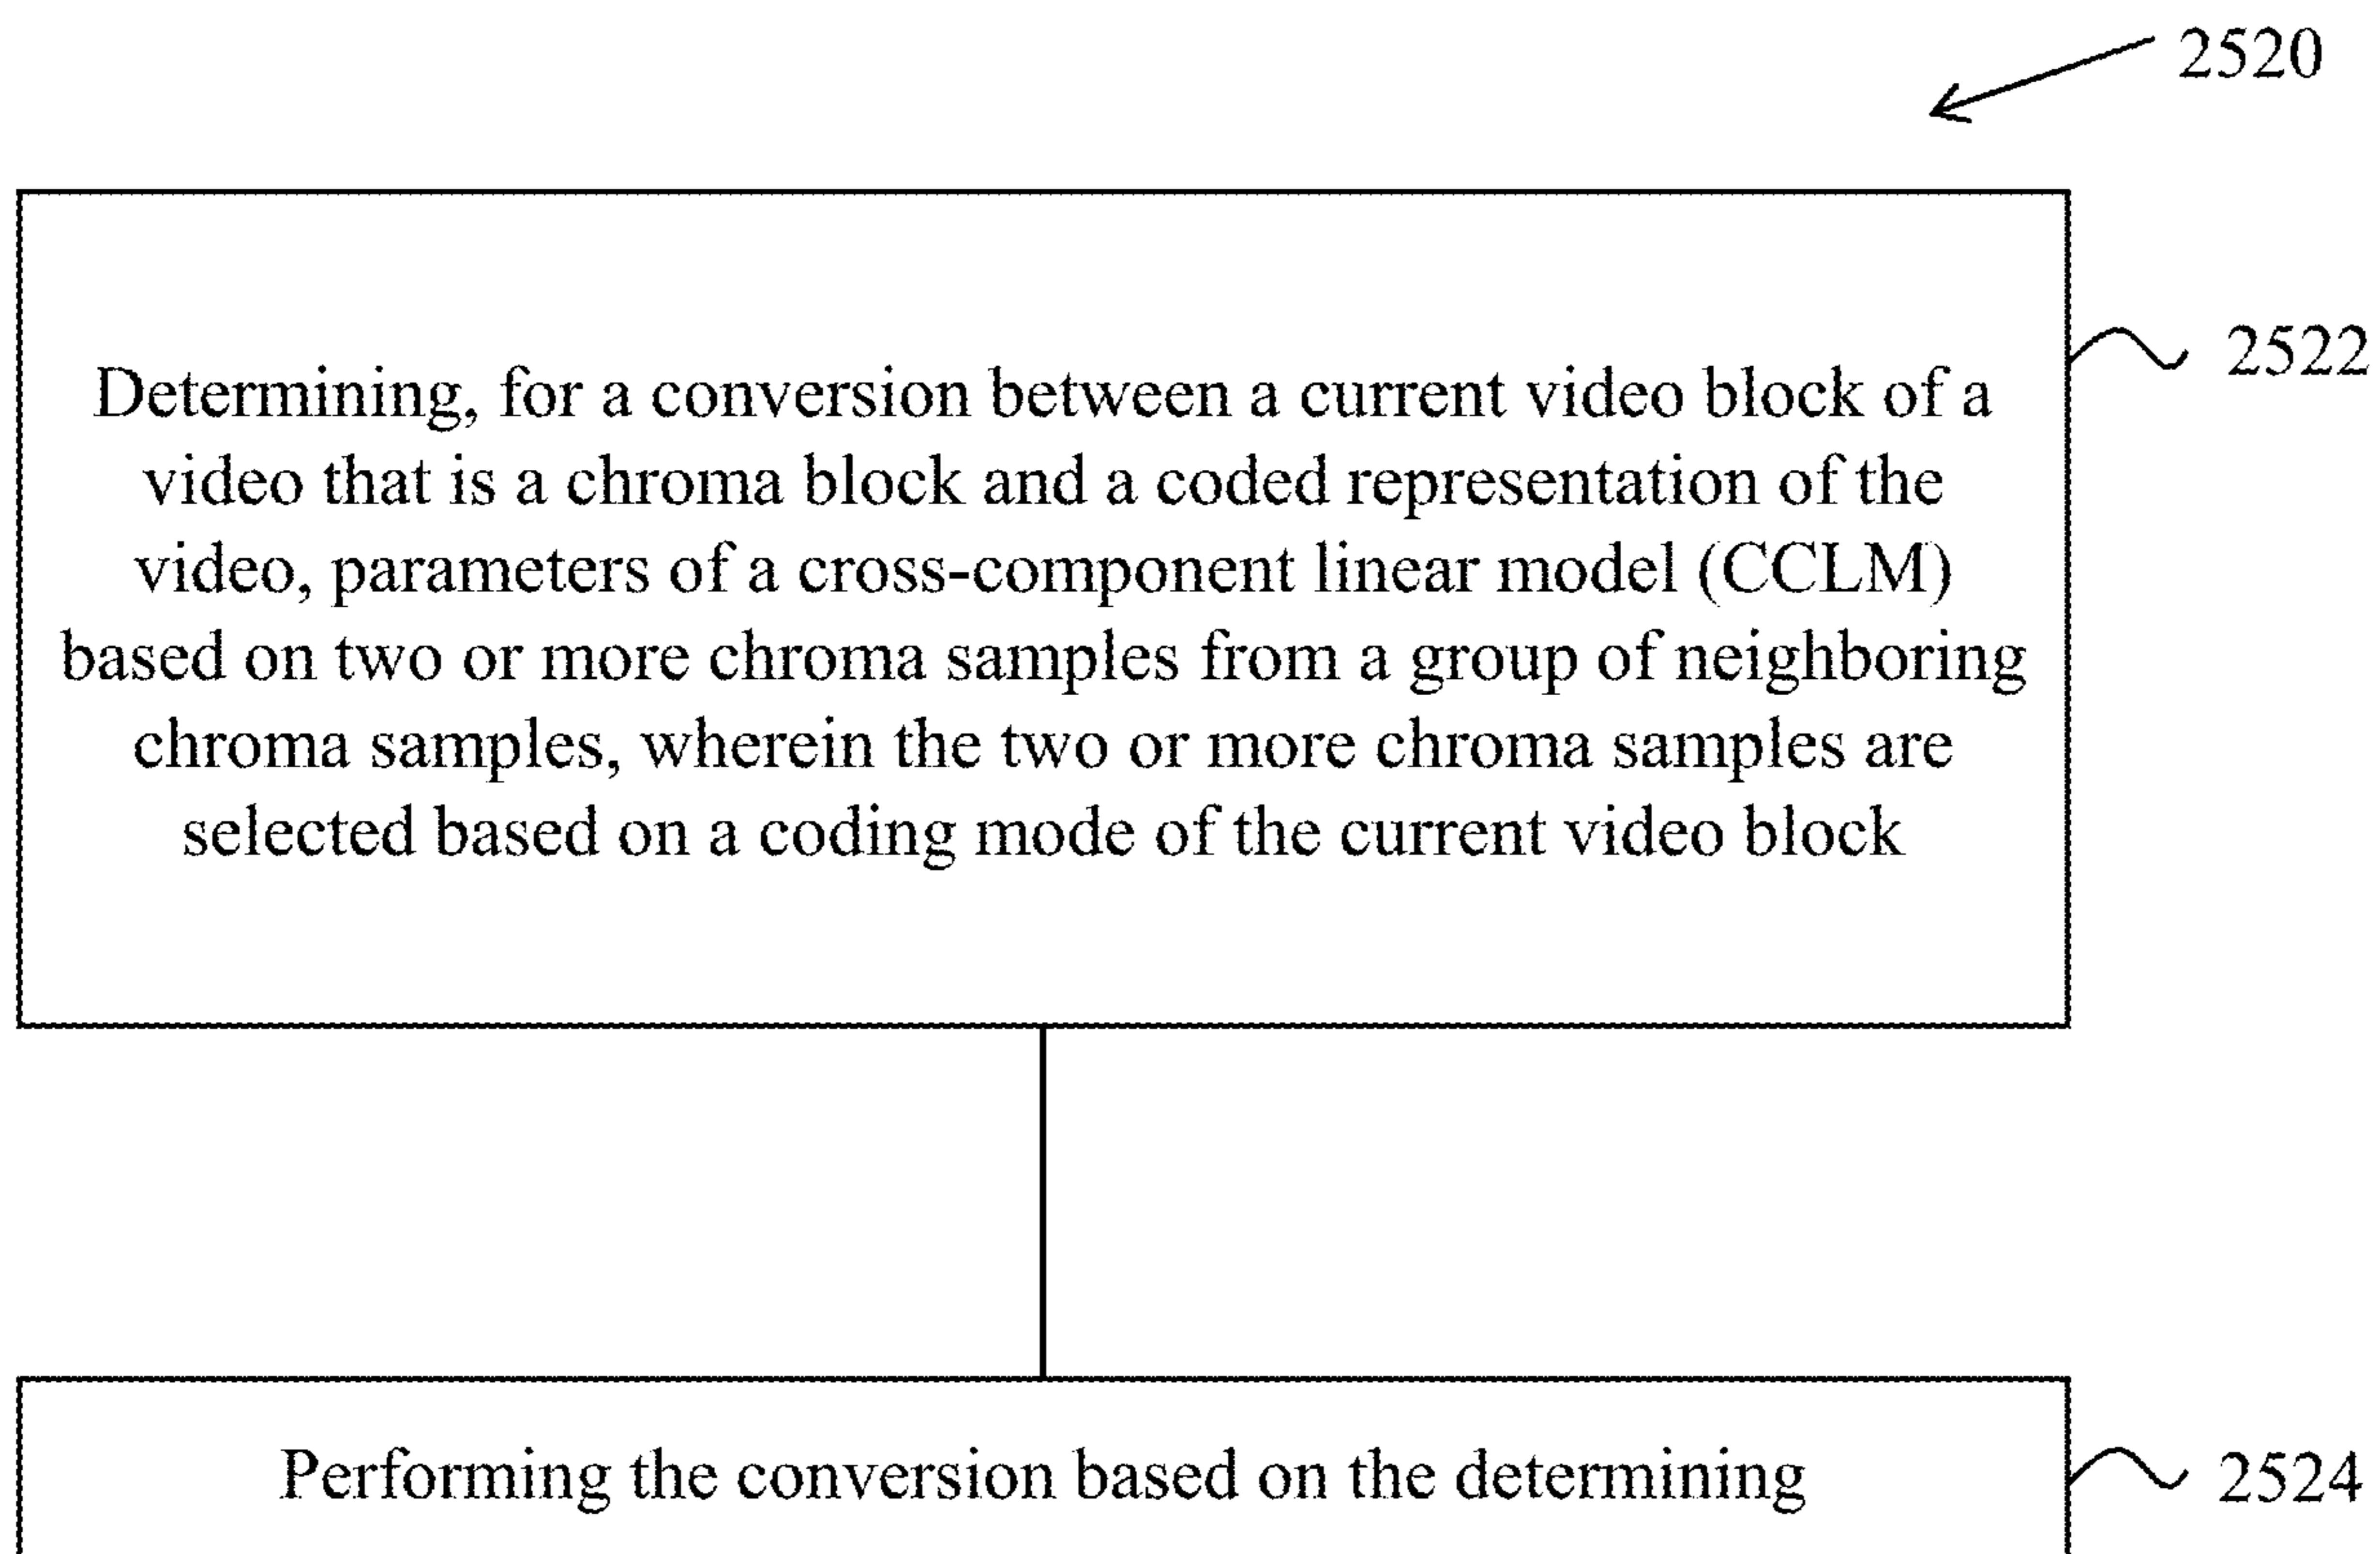 2520
Determining, for a conversion between a current video block of a
2522
video that is a chroma block and a coded representation of the
video, parameters of a cross-component linear model (CCLM)
based on two or more chroma samples from a group of neighboring
chroma samples, wherein the two or more chroma samples are
selected based on a coding mode of the current video block
Performing the conversion based on the determining
2524